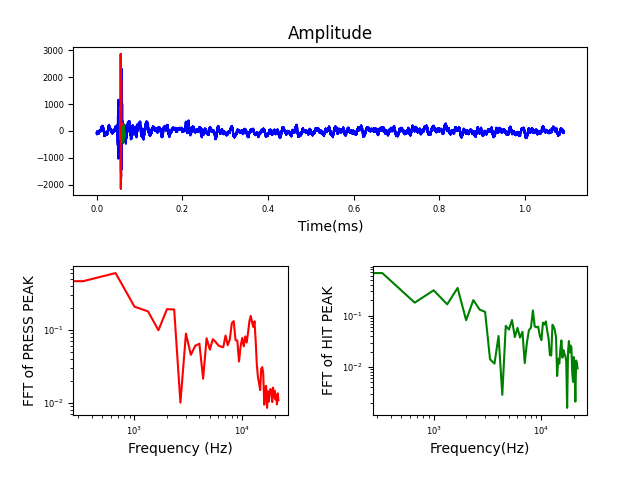 Amplitude
3000
2000
1000
0
−1000
−2000
0.0 0.2 0.4 0.6 0.8 1.0
Time(ms)
FFT of PRESS PEAK
10⁻¹
10⁻²
10³ 10⁴
Frequency (Hz)
FFT of HIT PEAK
10⁻¹
10⁻²
10³ 10⁴
Frequency(Hz)